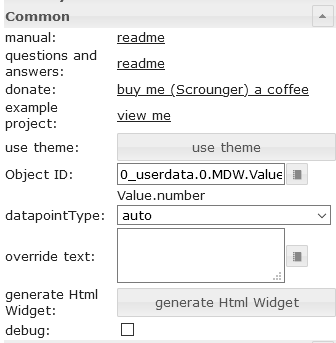 Common
manual: readme
questions and
answers: readme
donate: buy me (Scrounger) a coffee
example
project: view me
use theme: use theme
Object ID: 0_userdata.0.MDW.Value
Value.number
datapointType: auto
override text:
generate Html
Widget: generate Html Widget
debug: